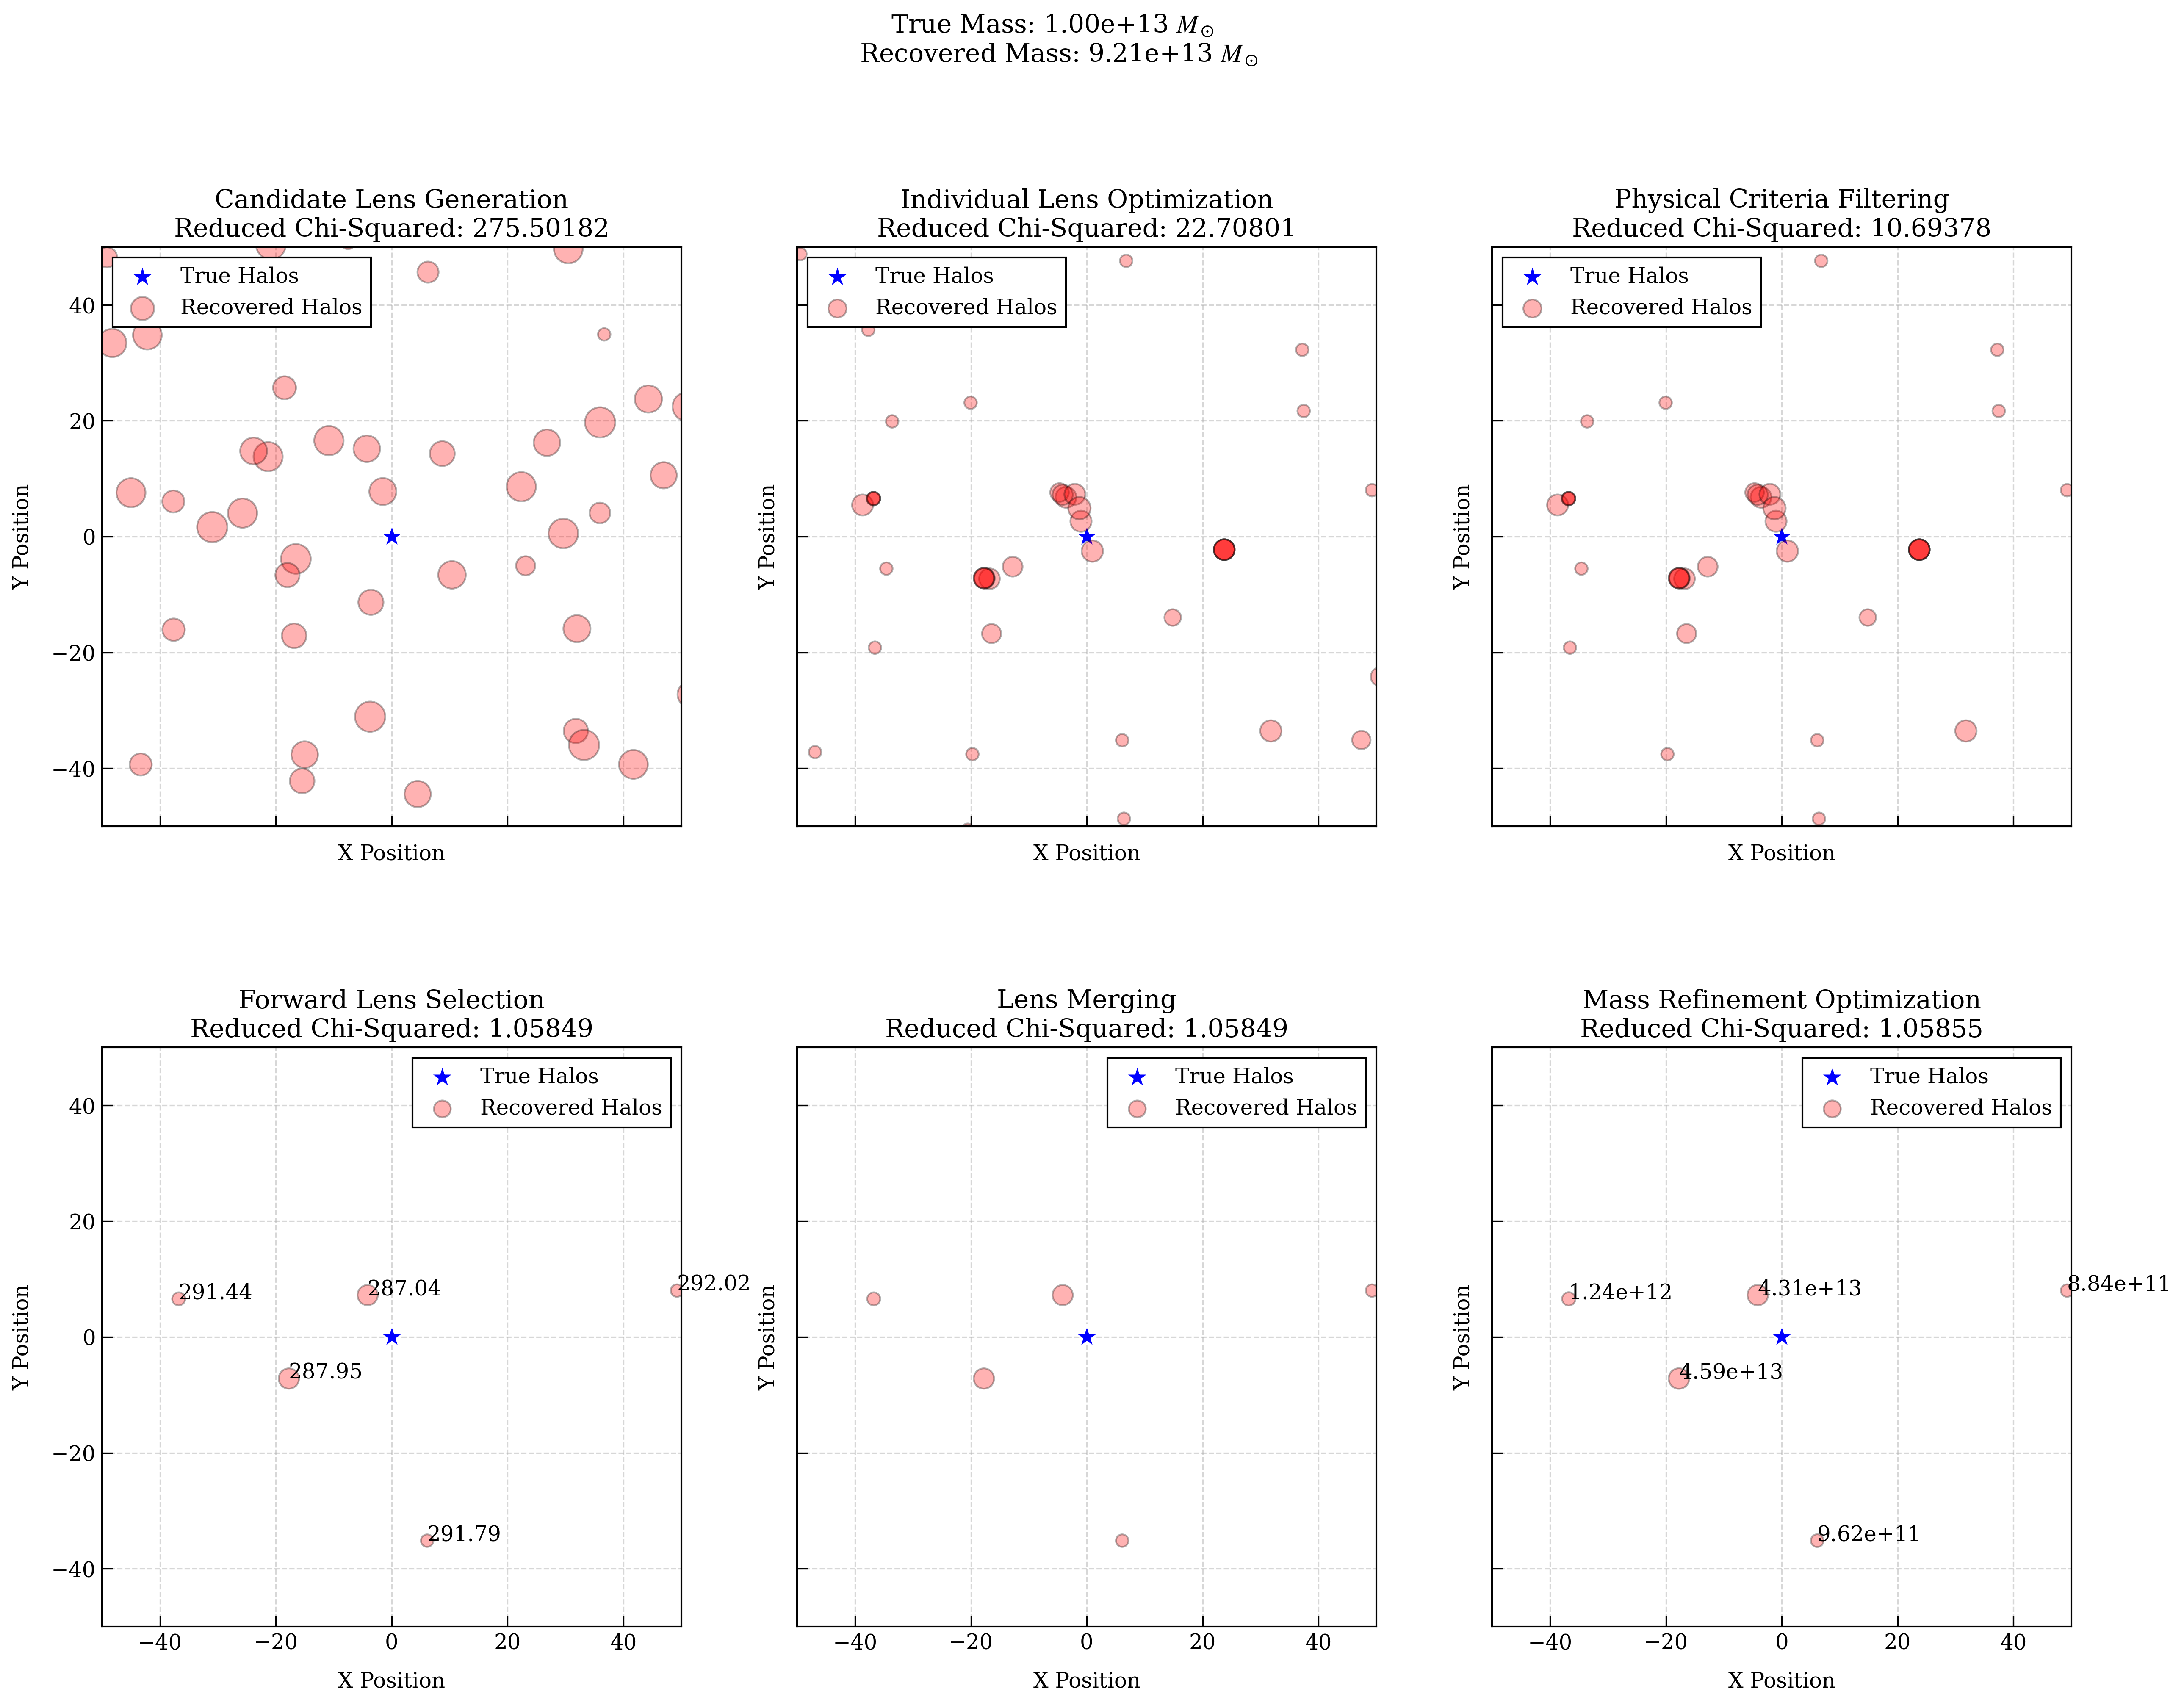 True Mass: 1.00e+13 M⊙
Recovered Mass: 9.21e+13 M⊙
Candidate Lens Generation
Reduced Chi-Squared: 275.50182
True Halos
Recovered Halos
40
20
0
−20
−40
Y Position
X Position
Individual Lens Optimization
Reduced Chi-Squared: 22.70801
True Halos
Recovered Halos
Y Position
X Position
Physical Criteria Filtering
Reduced Chi-Squared: 10.69378
True Halos
Recovered Halos
Y Position
X Position
Forward Lens Selection
Reduced Chi-Squared: 1.05849
True Halos
Recovered Halos
40
20
0
−20
−40
291.44
287.04
292.02
287.95
291.79
Y Position
−40 −20 0 20 40
X Position
Lens Merging
Reduced Chi-Squared: 1.05849
True Halos
Recovered Halos
Y Position
−40 −20 0 20 40
X Position
Mass Refinement Optimization
Reduced Chi-Squared: 1.05855
True Halos
Recovered Halos
1.24e+12
4.31e+13
8.84e+11
4.59e+13
9.62e+11
Y Position
−40 −20 0 20 40
X Position